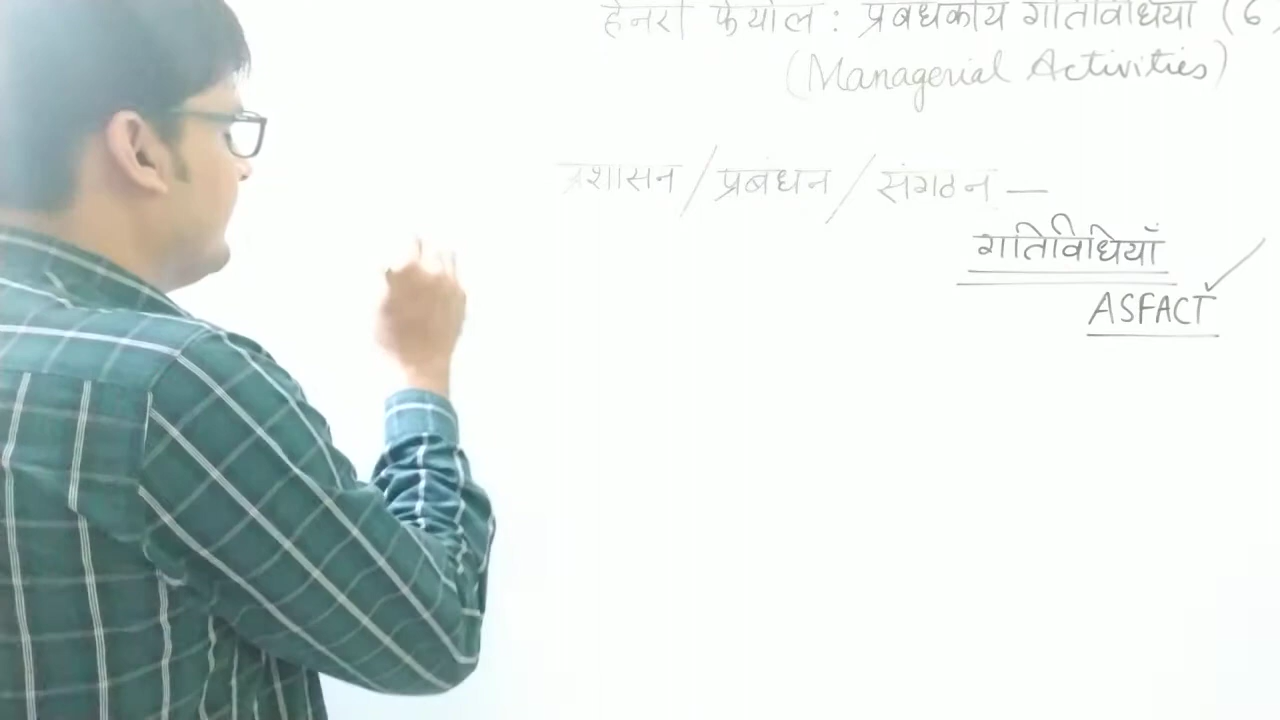 हेनरी फेयोल : प्रबंधकीय गतिविधियाँ (6)
(Managerial Activities)
प्रशासन / प्रबंधन / संगठन —
गतिविधियाँ
ASFACT ✓